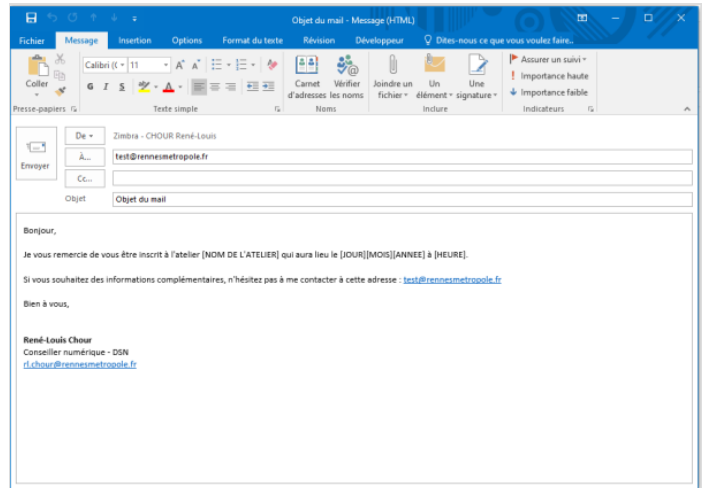 Objet du mail - Message (HTML)
Fichier Message Insertion Options Format du texte Révision Développeur Dites-nous ce que vous voulez faire..
Coller
Calibri (( 11
G I S
Carnet d'adresses
Vérifier les noms
Joindre un fichier
Un élément
Une signature
Assurer un suivi
Importance haute
Importance faible
Presse-papiers Texte simple Noms Inclure Indicateurs
Envoyer
De Zimbra - CHOUR René-Louis
À... test@rennesmetropole.fr
Cc...
Objet Objet du mail
Bonjour,
Je vous remercie de vous être inscrit à l'atelier [NOM DE L'ATELIER] qui aura lieu le [JOUR][MOIS][ANNEE] à [HEURE].
Si vous souhaitez des informations complémentaires, n'hésitez pas à me contacter à cette adresse : test@rennesmetropole.fr
Bien à vous,
René-Louis Chour
Conseiller numérique - DSN
rl.chour@rennesmetropole.fr